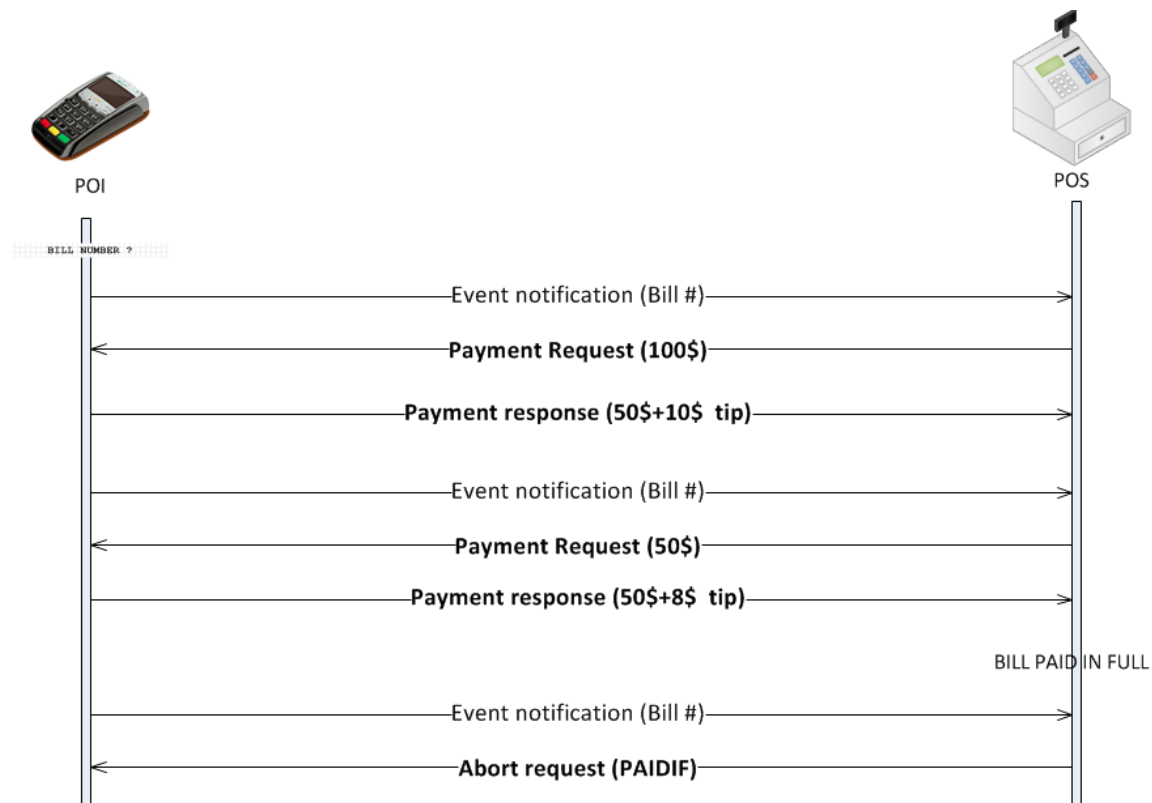 POI
POS
BILL NUMBER ?
Event notification (Bill #)
Payment Request (100$)
Payment response (50$+10$ tip)
Event notification (Bill #)
Payment Request (50$)
Payment response (50$+8$ tip)
BILL PAID IN FULL
Event notification (Bill #)
Abort request (PAIDIF)